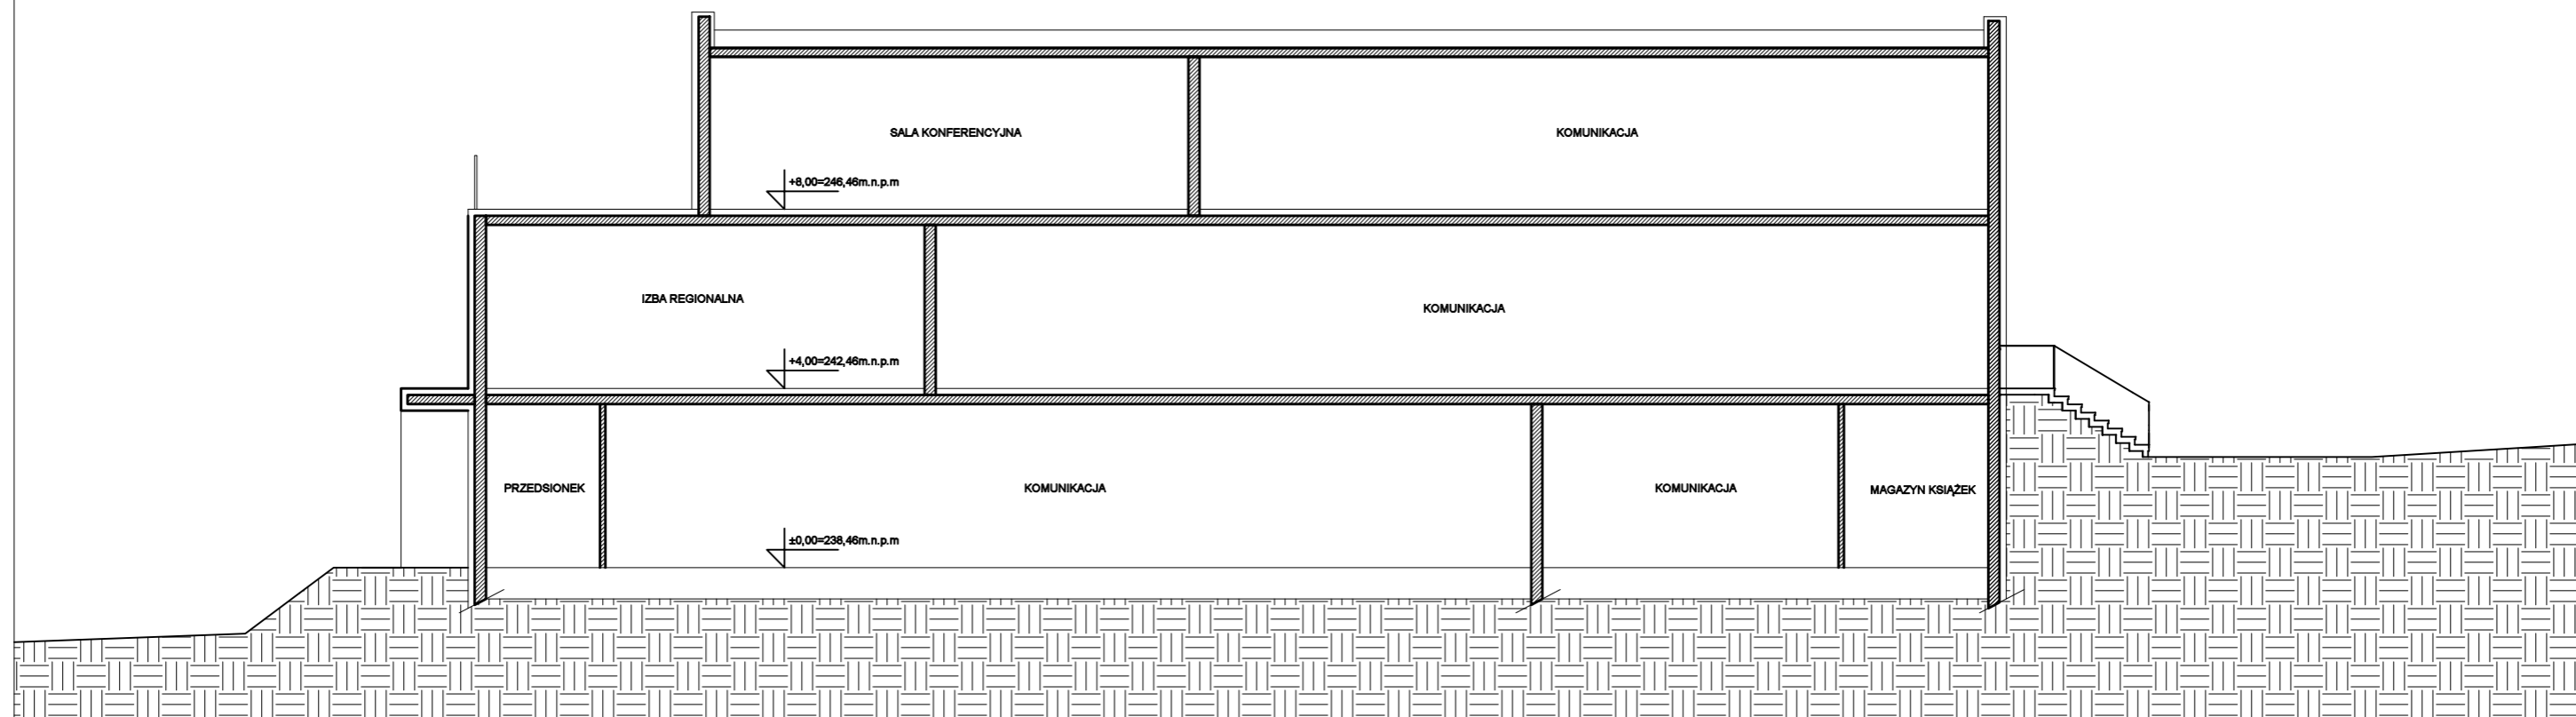 SALA KONFERENCYJNA
KOMUNIKACJA
+8,00=246,46m.n.p.m
IZBA REGIONALNA
KOMUNIKACJA
+4,00=242,46m.n.p.m
PRZEDSIONEK
KOMUNIKACJA
KOMUNIKACJA
MAGAZYN KSIĄŻEK
±0,00=238,46m.n.p.m